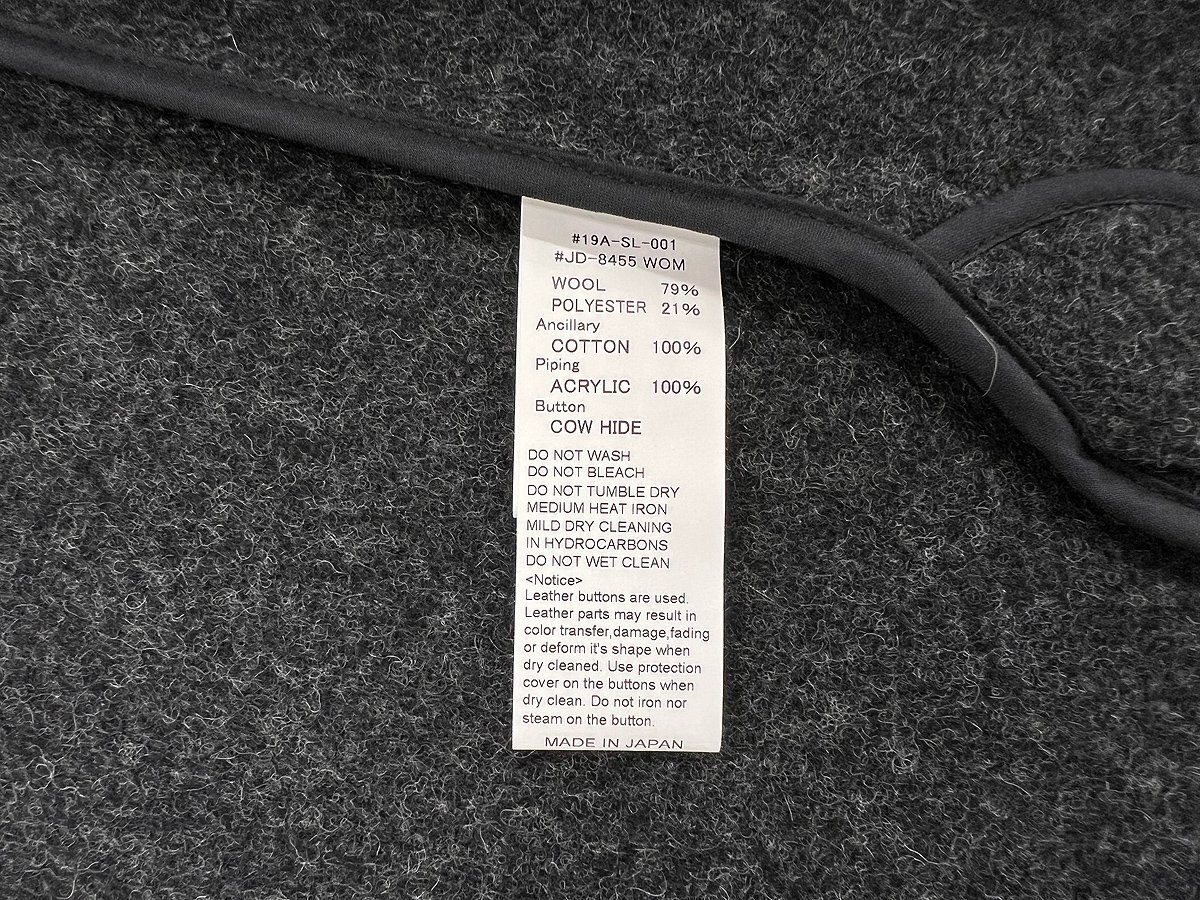 #19A-SL-001
#JD-8455 WOM
WOOL 79%
POLYESTER 21%
Ancillary
COTTON 100%
Piping
ACRYLIC 100%
Button
COW HIDE
DO NOT WASH
DO NOT BLEACH
DO NOT TUMBLE DRY
MEDIUM HEAT IRON
MILD DRY CLEANING
IN HYDROCARBONS
DO NOT WET CLEAN
<Notice>
Leather buttons are used.
Leather parts may result in
color transfer,damage,fading
or deform it's shape when
dry cleaned. Use protection
cover on the buttons when
dry clean. Do not iron nor
steam on the button.
MADE IN JAPAN